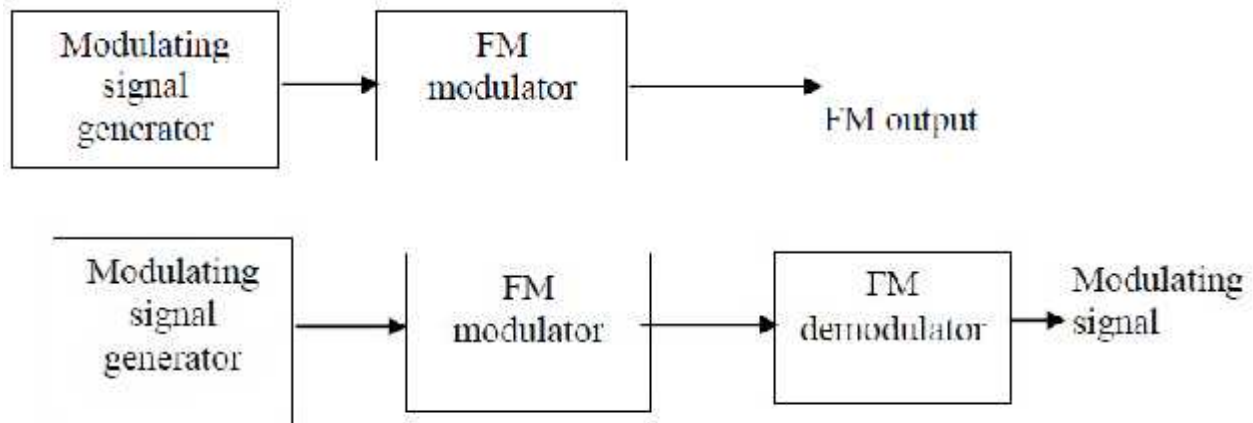 Modulating
signal
generator
FM
modulator
FM output
Modulating
signal
generator
FM
modulator
FM
demodulator
Modulating
signal